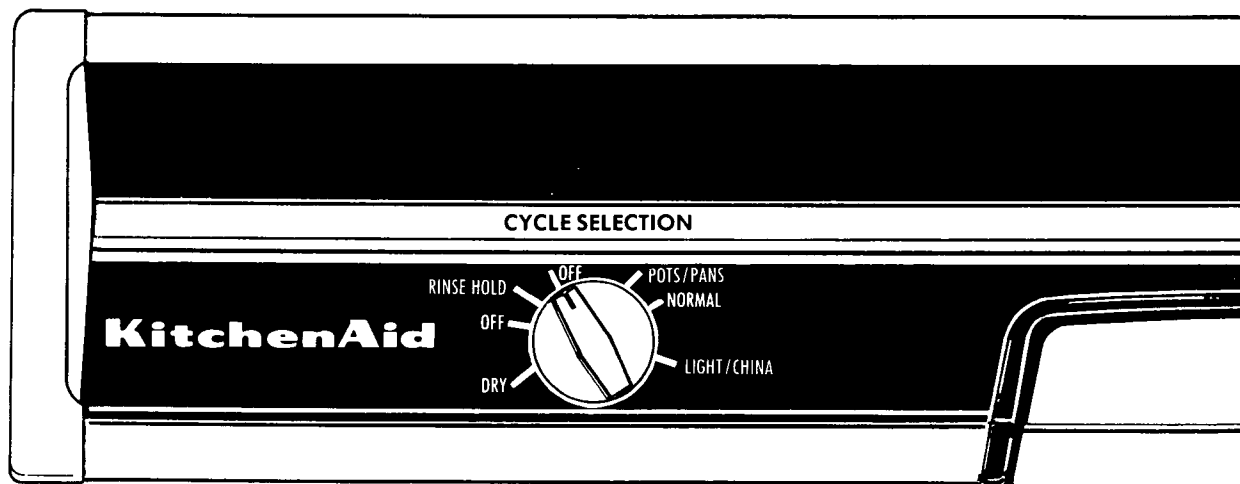 CYCLE SELECTION
OFF
POTS/PANS
RINSE HOLD
NORMAL
OFF
KitchenAid
LIGHT/CHINA
DRY